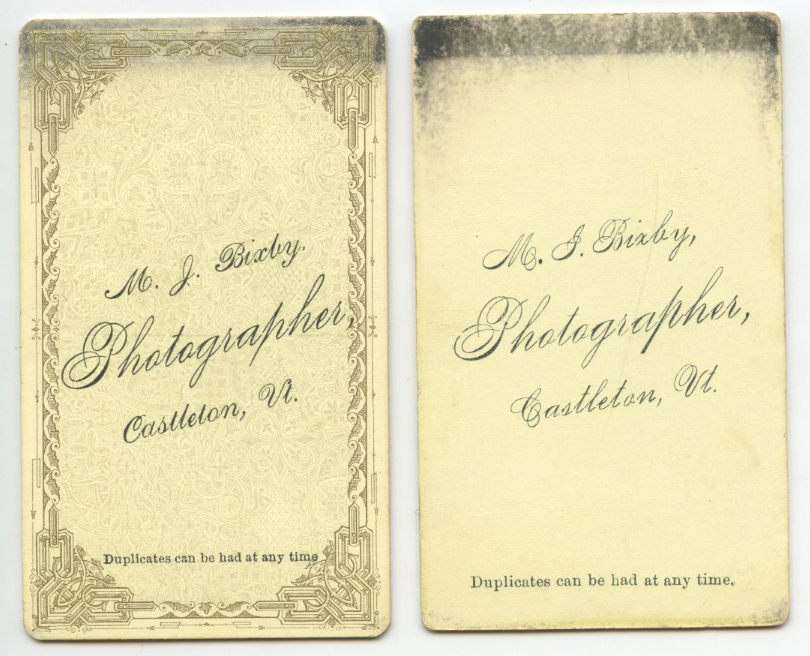 M. J. Bixby.
Photographer,
Castleton, Vt.
Duplicates can be had at any time
M. J. Bixby,
Photographer,
Castleton, Vt.
Duplicates can be had at any time.